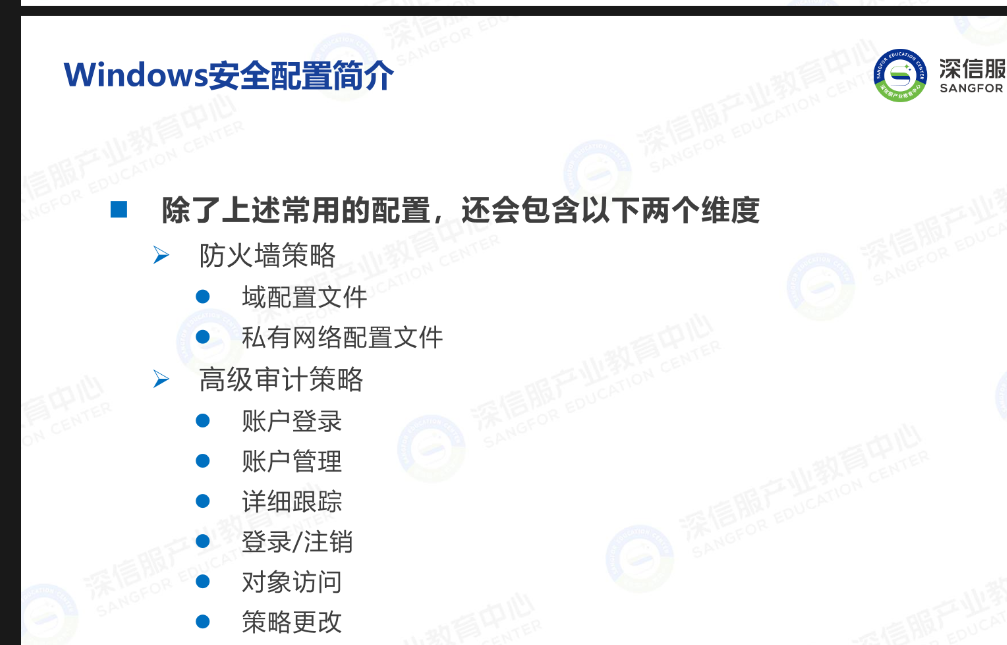 Windows安全配置简介
深信服
SANGFOR
除了上述常用的配置，还会包含以下两个维度
防火墙策略
域配置文件
私有网络配置文件
高级审计策略
账户登录
账户管理
详细跟踪
登录/注销
对象访问
策略更改
深信服产业教育中心
SANGFOR EDUCATION CENTER